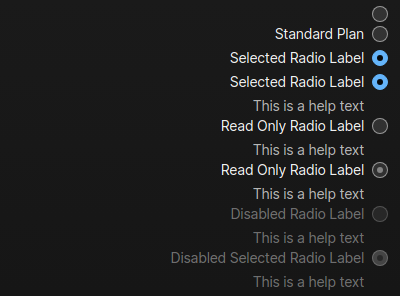 Standard Plan
Selected Radio Label
Selected Radio Label
This is a help text
Read Only Radio Label
This is a help text
Read Only Radio Label
This is a help text
Disabled Radio Label
This is a help text
Disabled Selected Radio Label
This is a help text